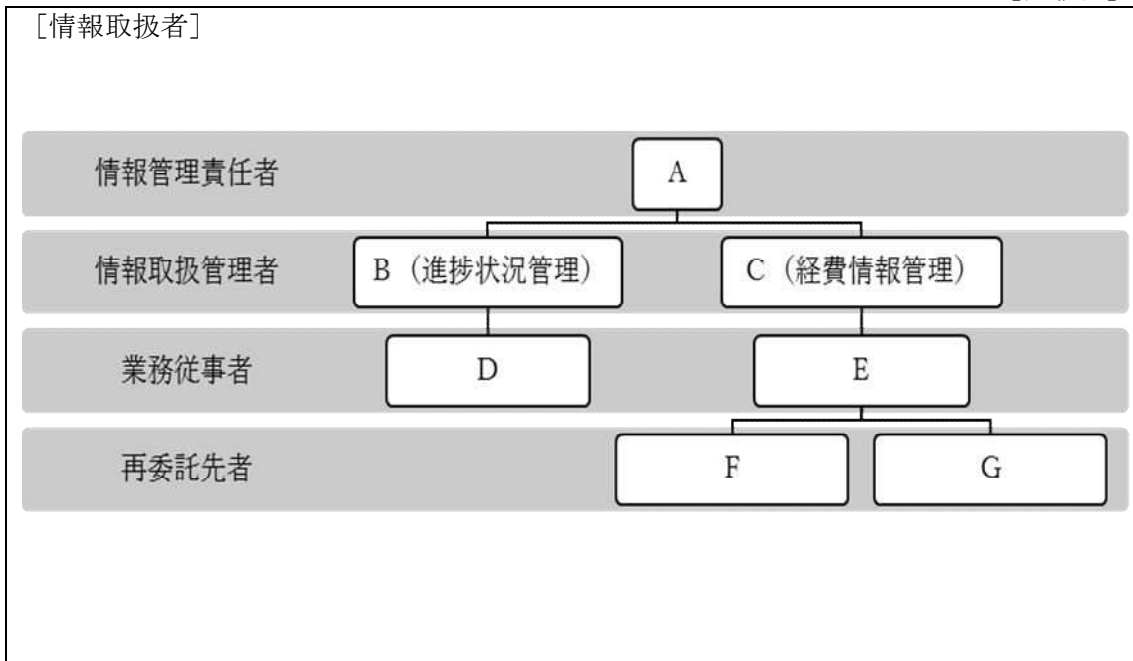 ［情報取扱者］
情報管理責任者
A
情報取扱管理者
B（進捗状況管理）
C（経費情報管理）
業務従事者
D
E
再委託先者
F
G